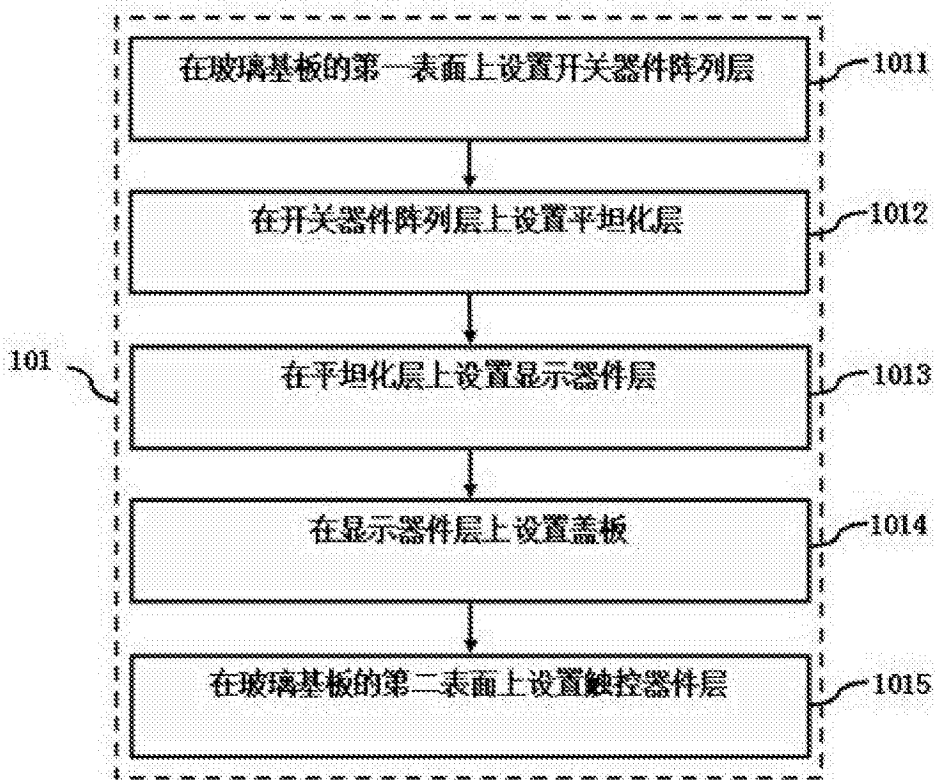 在玻璃基板的第一表面上设置开关器件阵列层
1011
在开关器件阵列层上设置平坦化层
1012
101
在平坦化层上设置显示器件层
1013
在显示器件层上设置盖板
1014
在玻璃基板的第二表面上设置触控器件层
1015